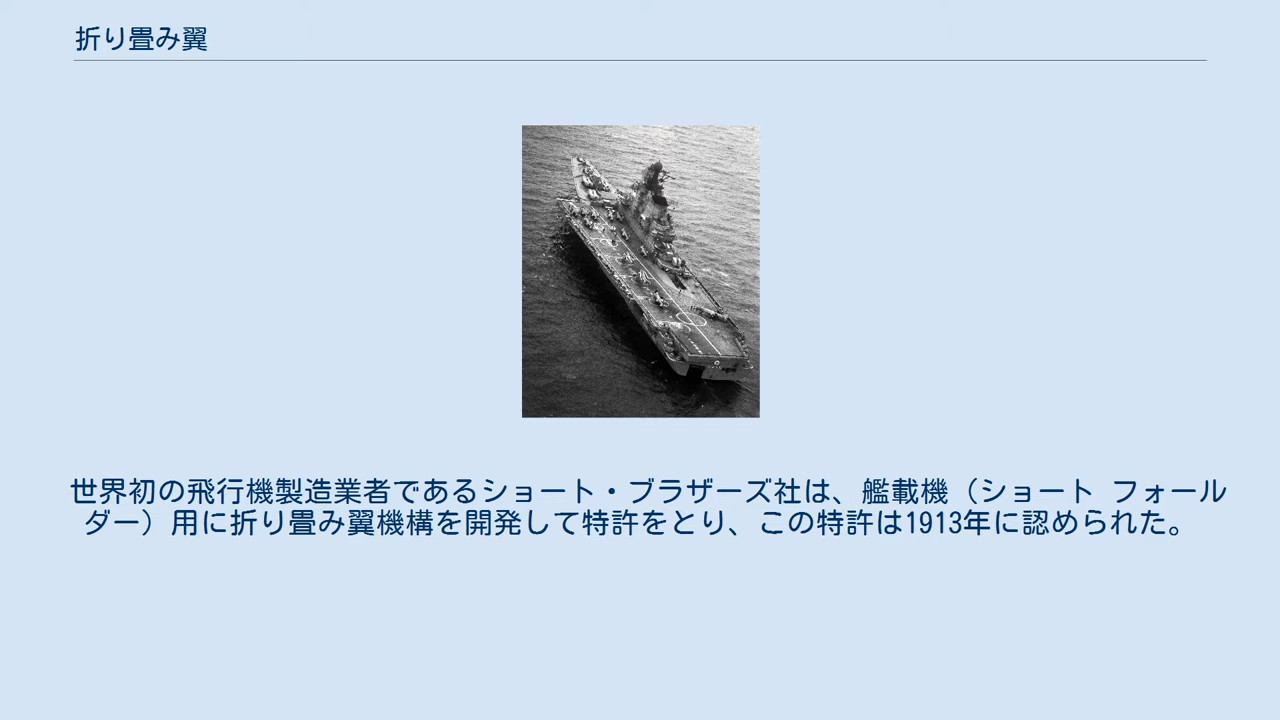 折り畳み翼
世界初の飛行機製造業者であるショート・ブラザーズ社は、艦載機（ショート フォール
ダー）用に折り畳み翼機構を開発して特許をとり、この特許は1913年に認められた。